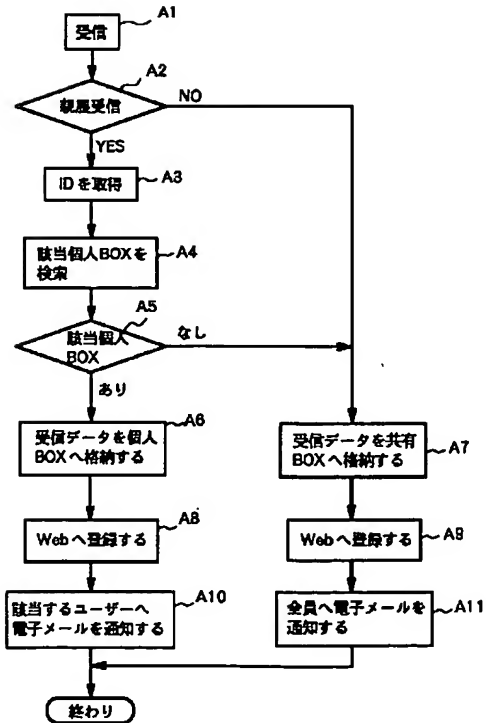 受信
A1
親展受信
A2
NO
YES
IDを取得
A3
該当個人BOXを
検索
A4
該当個人
BOX
A5
なし
あり
受信データを個人
BOXへ格納する
A6
受信データを共有
BOXへ格納する
A7
Webへ登録する
A8
Webへ登録する
A9
該当するユーザーへ
電子メールを通知する
A10
全員へ電子メールを
通知する
A11
終わり